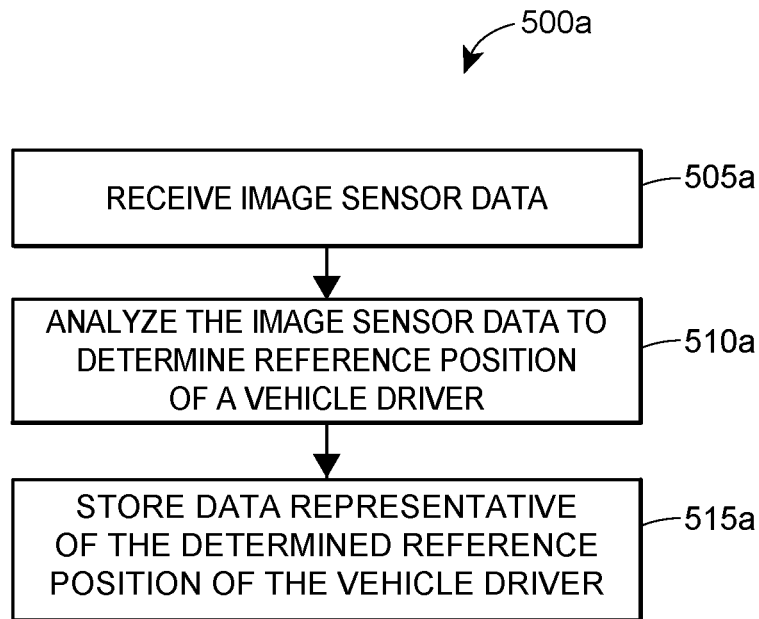 500a
RECEIVE IMAGE SENSOR DATA
505a
ANALYZE THE IMAGE SENSOR DATA TO
DETERMINE REFERENCE POSITION
OF A VEHICLE DRIVER
510a
STORE DATA REPRESENTATIVE
OF THE DETERMINED REFERENCE
POSITION OF THE VEHICLE DRIVER
515a